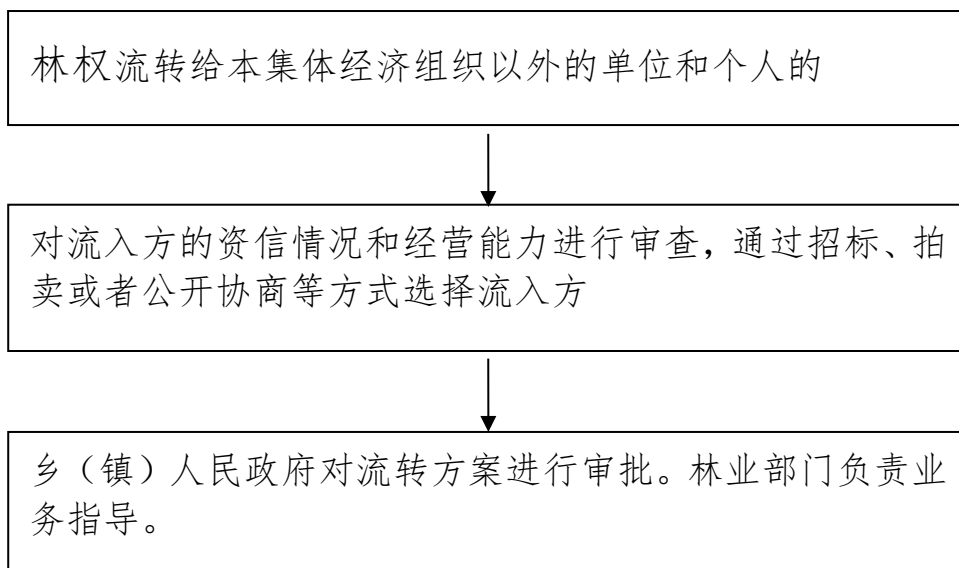 林权流转给本集体经济组织以外的单位和个人的
对流入方的资信情况和经营能力进行审查，通过招标、拍
卖或者公开协商等方式选择流入方
乡（镇）人民政府对流转方案进行审批。林业部门负责业
务指导。